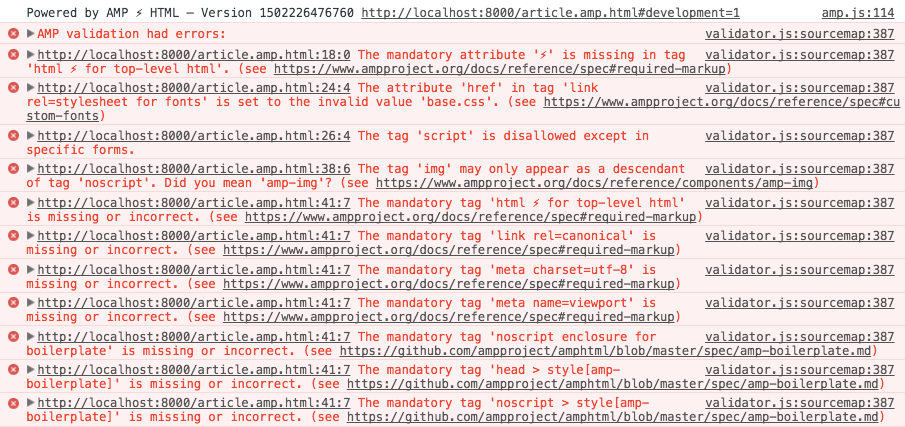 Powered by AMP ⚡ HTML – Version 1502226476760 http://localhost:8000/article.amp.html#development=1 amp.js:114
AMP validation had errors: validator.js:sourcemap:387
http://localhost:8000/article.amp.html:18:0 The mandatory attribute '⚡' is missing in tag validator.js:sourcemap:387
'html ⚡ for top-level html'. (see https://www.ampproject.org/docs/reference/spec#required-markup)
http://localhost:8000/article.amp.html:24:4 The attribute 'href' in tag 'link validator.js:sourcemap:387
rel=stylesheet for fonts' is set to the invalid value 'base.css'. (see https://www.ampproject.org/docs/reference/spec#cu
stom-fonts)
http://localhost:8000/article.amp.html:26:4 The tag 'script' is disallowed except in validator.js:sourcemap:387
specific forms.
http://localhost:8000/article.amp.html:38:6 The tag 'img' may only appear as a descendant validator.js:sourcemap:387
of tag 'noscript'. Did you mean 'amp-img'? (see https://www.ampproject.org/docs/reference/components/amp-img)
http://localhost:8000/article.amp.html:41:7 The mandatory tag 'html ⚡ for top-level html' validator.js:sourcemap:387
is missing or incorrect. (see https://www.ampproject.org/docs/reference/spec#required-markup)
http://localhost:8000/article.amp.html:41:7 The mandatory tag 'link rel=canonical' is validator.js:sourcemap:387
missing or incorrect. (see https://www.ampproject.org/docs/reference/spec#required-markup)
http://localhost:8000/article.amp.html:41:7 The mandatory tag 'meta charset=utf-8' is validator.js:sourcemap:387
missing or incorrect. (see https://www.ampproject.org/docs/reference/spec#required-markup)
http://localhost:8000/article.amp.html:41:7 The mandatory tag 'meta name=viewport' is validator.js:sourcemap:387
missing or incorrect. (see https://www.ampproject.org/docs/reference/spec#required-markup)
http://localhost:8000/article.amp.html:41:7 The mandatory tag 'noscript enclosure for validator.js:sourcemap:387
boilerplate' is missing or incorrect. (see https://github.com/ampproject/amphtml/blob/master/spec/amp-boilerplate.md)
http://localhost:8000/article.amp.html:41:7 The mandatory tag 'head > style[amp- validator.js:sourcemap:387
boilerplate]' is missing or incorrect. (see https://github.com/ampproject/amphtml/blob/master/spec/amp-boilerplate.md)
http://localhost:8000/article.amp.html:41:7 The mandatory tag 'noscript > style[amp- validator.js:sourcemap:387
boilerplate]' is missing or incorrect. (see https://github.com/ampproject/amphtml/blob/master/spec/amp-boilerplate.md)